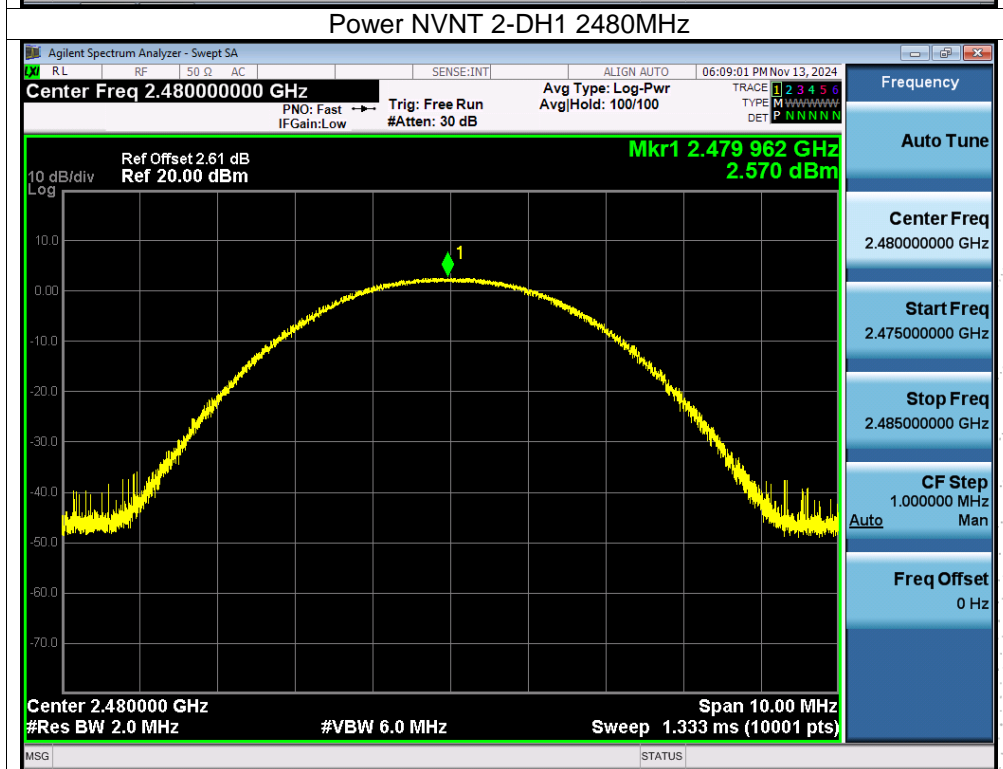 Power NVNT 2-DH1 2480MHz
Agilent Spectrum Analyzer - Swept SA
LXI RL RF 50 Ω AC SENSE:INT ALIGN AUTO 06:09:01 PM Nov 13, 2024
Center Freq 2.480000000 GHz
PNO: Fast
IFGain:Low
Trig: Free Run
#Atten: 30 dB
Avg Type: Log-Pwr
Avg|Hold: 100/100
TRACE 1 2 3 4 5 6
TYPE M WWWWW
DET P N N N N N
Ref Offset 2.61 dB
10 dB/div Ref 20.00 dBm
Log
Mkr1 2.479 962 GHz
2.570 dBm
1
10.0
0.00
-10.0
-20.0
-30.0
-40.0
-50.0
-60.0
-70.0
Center 2.480000 GHz Span 10.00 MHz
#Res BW 2.0 MHz #VBW 6.0 MHz Sweep 1.333 ms (10001 pts)
MSG STATUS
Frequency
Auto Tune
Center Freq
2.480000000 GHz
Start Freq
2.475000000 GHz
Stop Freq
2.485000000 GHz
CF Step
1.000000 MHz
Auto Man
Freq Offset
0 Hz